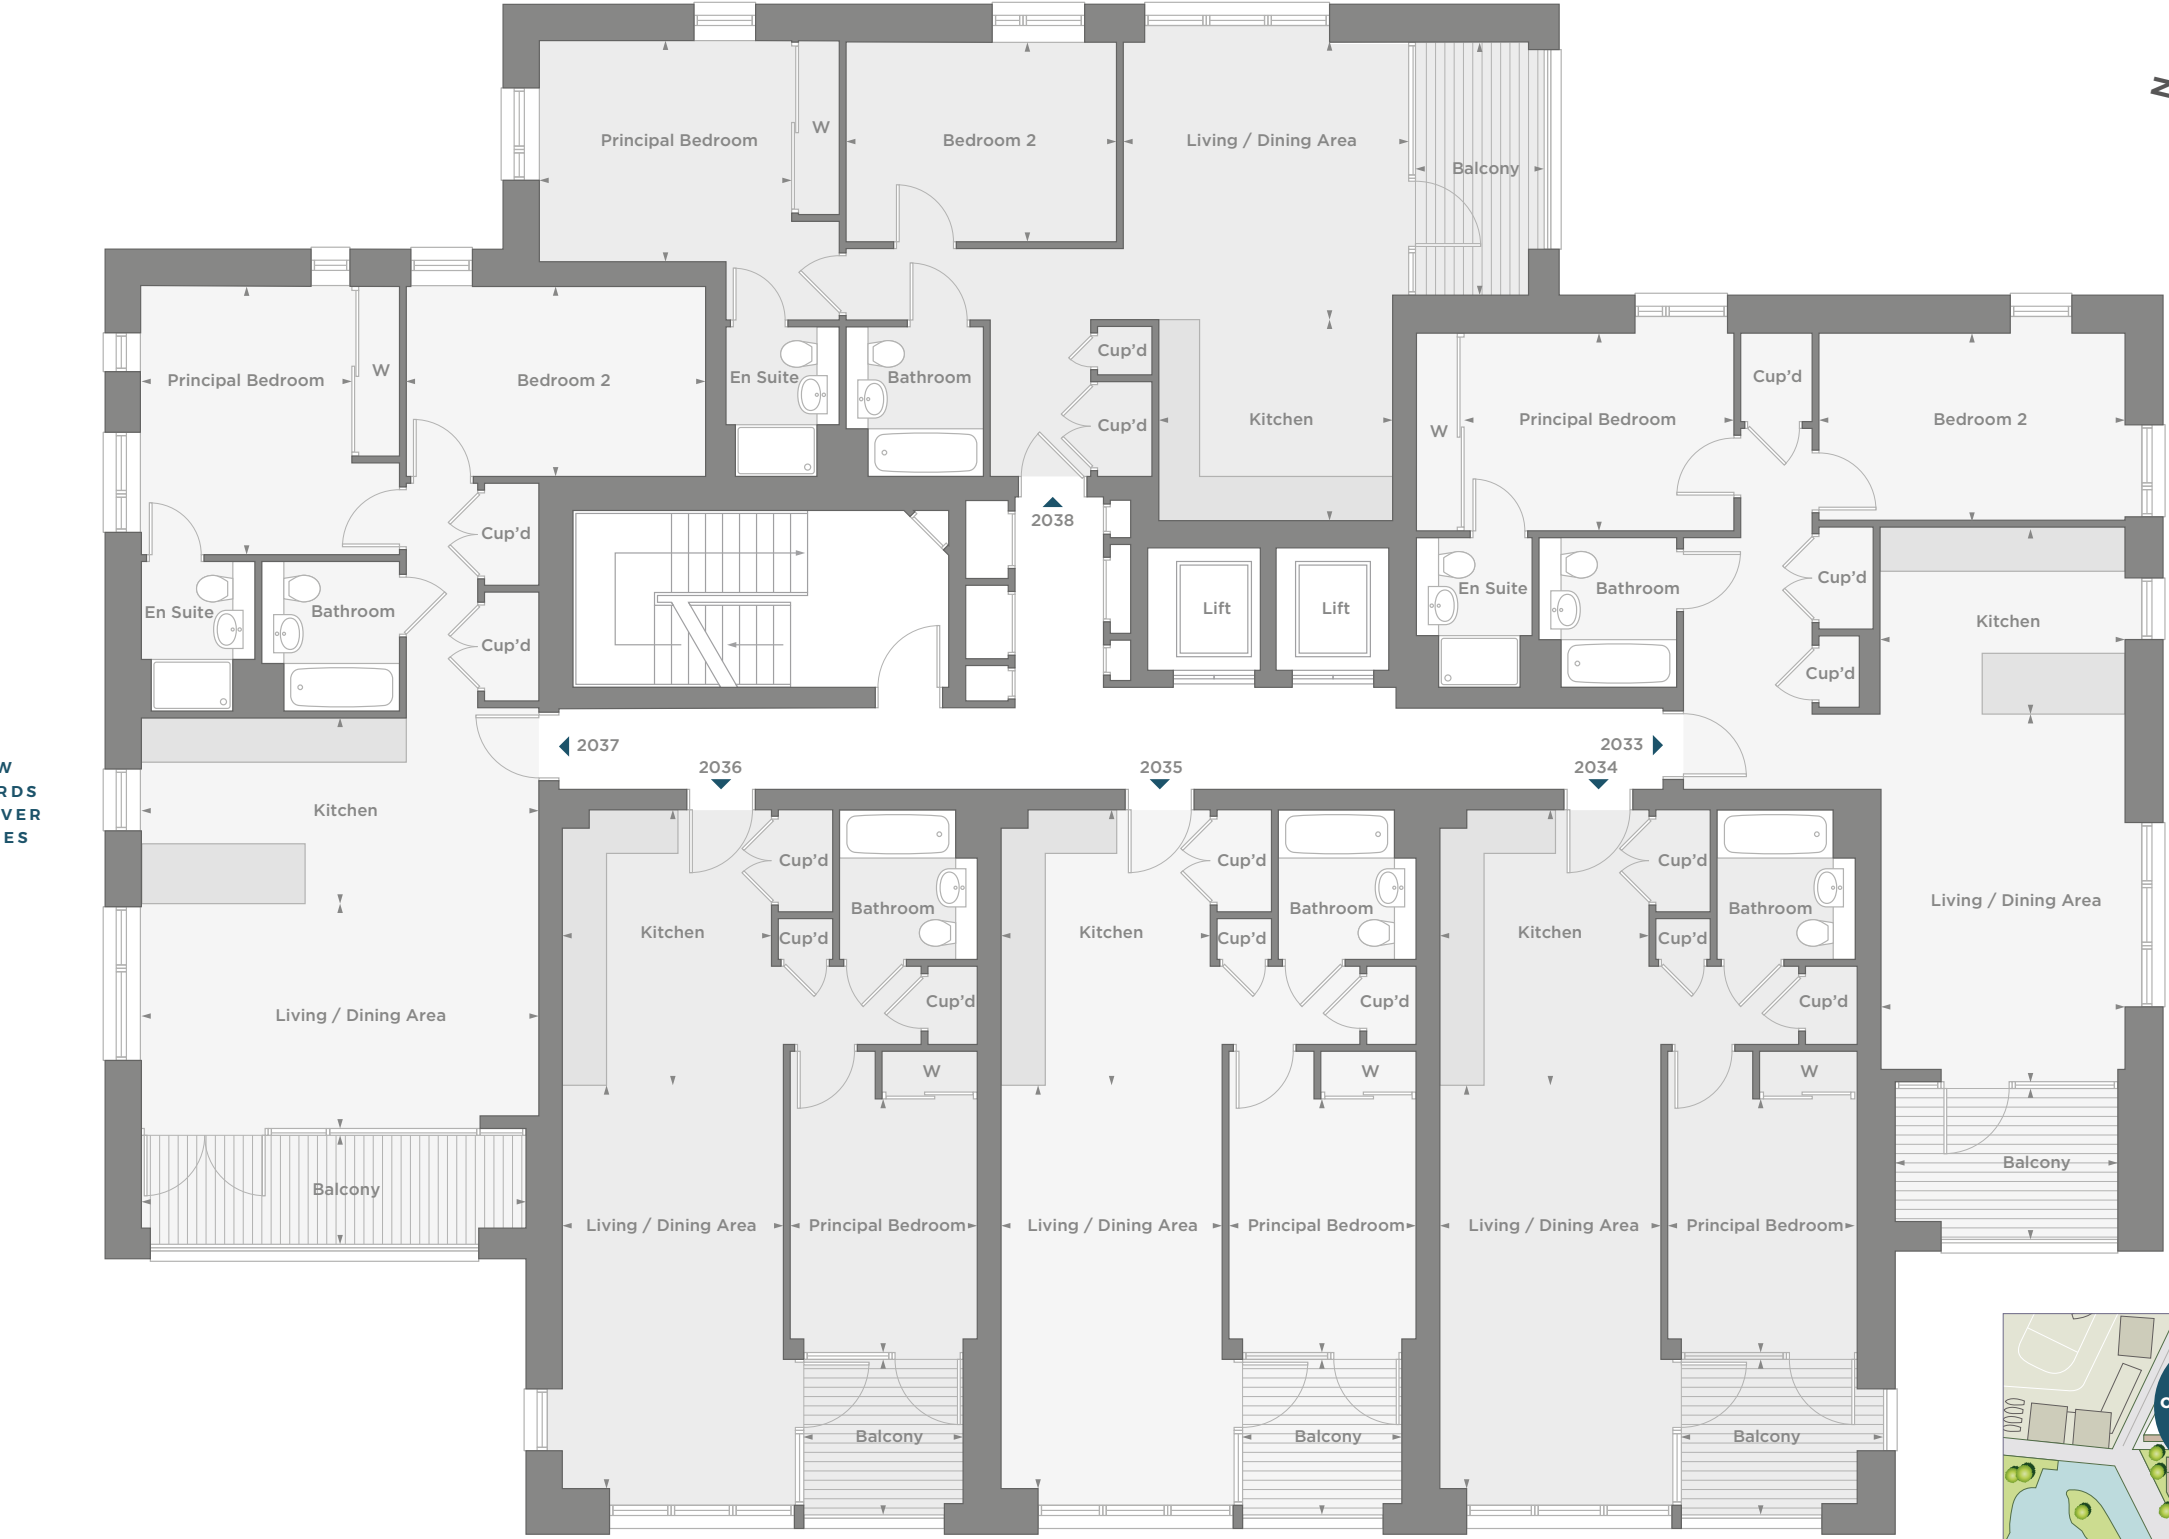 N
Principal Bedroom
W
Bedroom 2
Living / Dining Area
Balcony
En Suite
Bathroom
Cup'd
Cup'd
Kitchen
2038
Principal Bedroom
W
Bedroom 2
En Suite
Bathroom
Cup'd
Cup'd
Kitchen
Living / Dining Area
Balcony
2037
W
Principal Bedroom
Cup'd
Bedroom 2
En Suite
Bathroom
Cup'd
Cup'd
Kitchen
Living / Dining Area
Balcony
2033
Lift
Lift
2036
2035
2034
Kitchen
Cup'd
Cup'd
Bathroom
Cup'd
W
Living / Dining Area
Principal Bedroom
Balcony
Kitchen
Cup'd
Cup'd
Bathroom
Cup'd
W
Living / Dining Area
Principal Bedroom
Balcony
Kitchen
Cup'd
Cup'd
Bathroom
Cup'd
W
Living / Dining Area
Principal Bedroom
Balcony